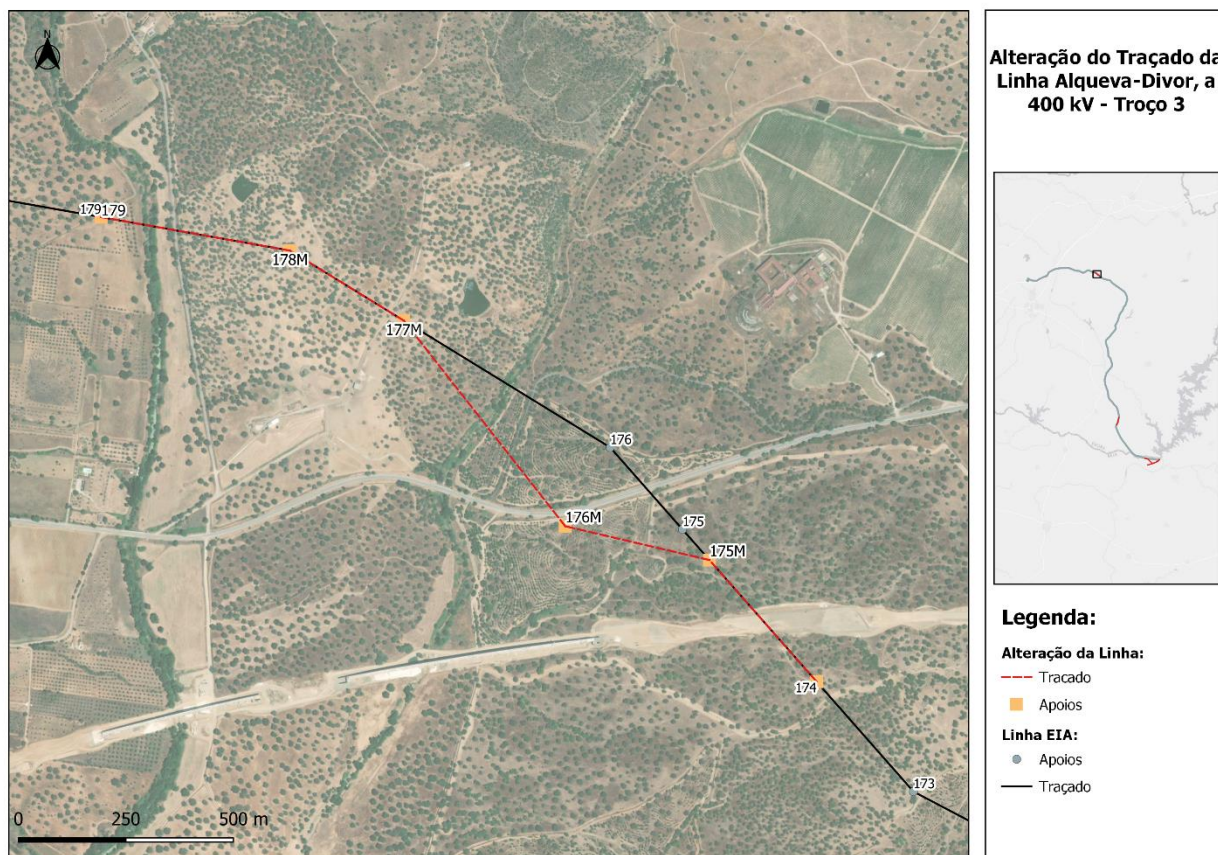 N
179
179
178M
177M
176
176M
175
175M
174
173
0 250 500 m
Alteração do Traçado da
Linha Alqueva-Divor, a
400 kV - Troço 3
Legenda:
Alteração da Linha:
Tracado
Apoios
Linha EIA:
Apoios
Traçado